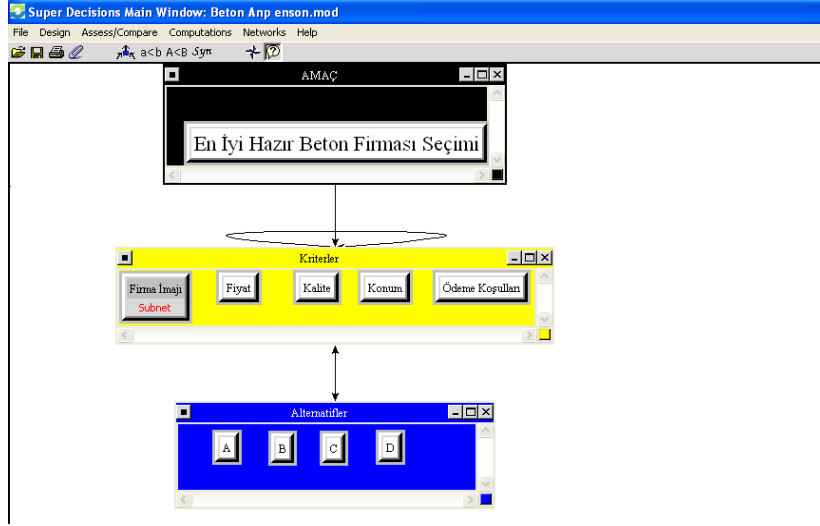 Super Decisions Main Window: Beton Anp enson.mod
File Design Assess/Compare Computations Networks Help
a<b A<B Syn
AMAÇ
En İyi Hazır Beton Firması Seçimi
Kriterler
Firma İmajı Fiyat Kalite Konum Ödeme Koşulları
Subnet
Alternatifler
A B C D